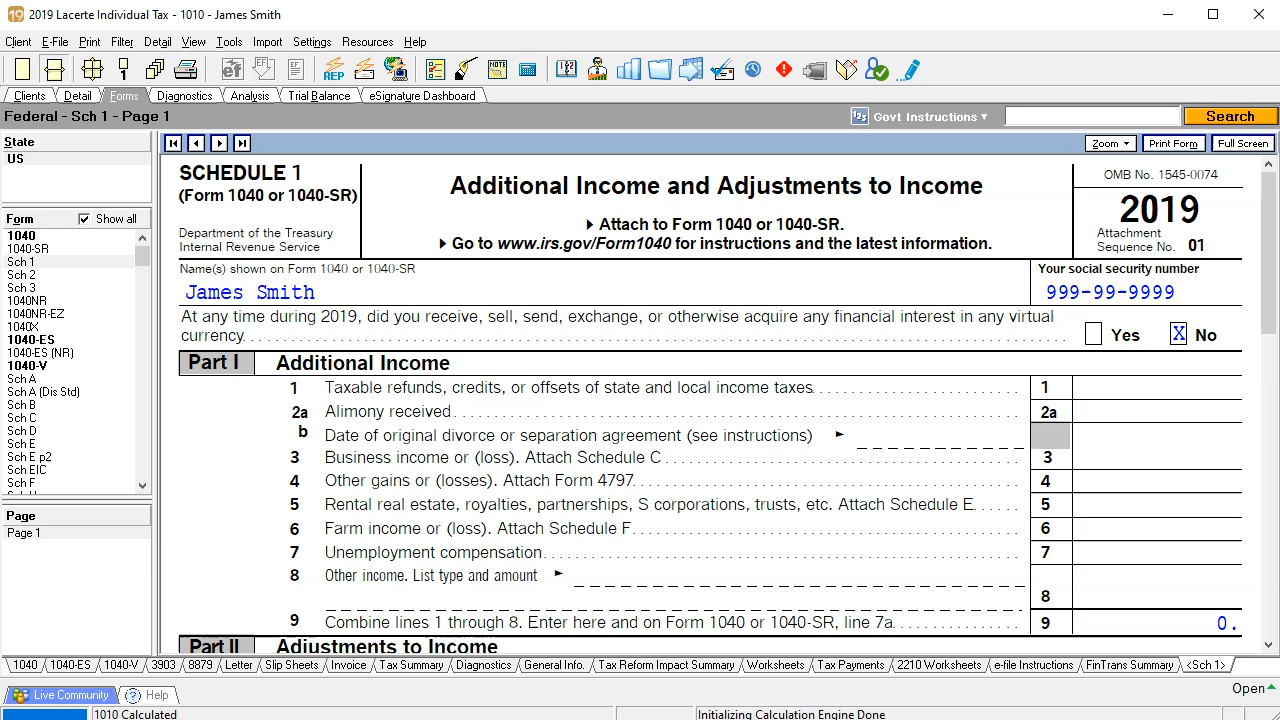 19 2019 Lacerte Individual Tax - 1010 - James Smith
Client E-File Print Filter Detail View Tools Import Settings Resources Help
1 ef EF EF REP NOTE
Clients Detail Forms Diagnostics Analysis Trial Balance eSignature Dashboard
Federal - Sch 1 - Page 1
Govt Instructions
Search
State
US
Form
Show all
1040
1040-SR
Sch 1
Sch 2
Sch 3
1040NR
1040NR-EZ
1040X
1040-ES
1040-ES (NR)
1040-V
Sch A
Sch A (Dis Std)
Sch B
Sch C
Sch D
Sch E
Sch E p2
Sch EIC
Sch F
Page
Page 1
Zoom Print Form Full Screen
SCHEDULE 1
(Form 1040 or 1040-SR)
Department of the Treasury
Internal Revenue Service
Additional Income and Adjustments to Income
Attach to Form 1040 or 1040-SR.
Go to www.irs.gov/Form1040 for instructions and the latest information.
OMB No. 1545-0074
2019
Attachment
Sequence No. 01
Name(s) shown on Form 1040 or 1040-SR
James Smith
Your social security number
999-99-9999
At any time during 2019, did you receive, sell, send, exchange, or otherwise acquire any financial interest in any virtual
currency. Yes X No
Part I Additional Income
1 Taxable refunds, credits, or offsets of state and local income taxes 1
2a Alimony received 2a
b Date of original divorce or separation agreement (see instructions)
3 Business income or (loss). Attach Schedule C 3
4 Other gains or (losses). Attach Form 4797 4
5 Rental real estate, royalties, partnerships, S corporations, trusts, etc. Attach Schedule E 5
6 Farm income or (loss). Attach Schedule F 6
7 Unemployment compensation 7
8 Other income. List type and amount
8
9 Combine lines 1 through 8. Enter here and on Form 1040 or 1040-SR, line 7a 9 0.
Part II Adjustments to Income
1040 1040-ES 1040-V 3903 8879 Letter Slip Sheets Invoice Tax Summary Diagnostics General Info. Tax Reform Impact Summary Worksheets Tax Payments 2210 Worksheets e-file Instructions FinTrans Summary <Sch 1>
Live Community Help
Open
1010 Calculated
Initializing Calculation Engine Done